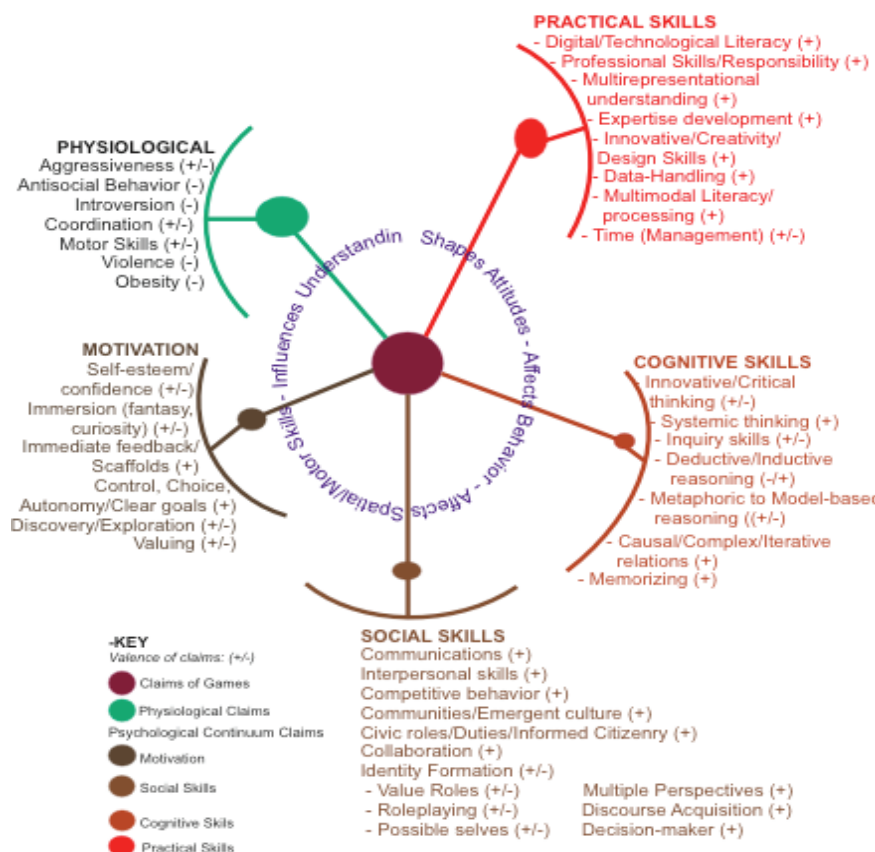 PRACTICAL SKILLS
- Digital/Technological Literacy (+)
- Professional Skills/Responsibility (+)
- Multirepresentational
understanding (+)
- Expertise development (+)
- Innovative/Creativity/
Design Skills (+)
- Data-Handling (+)
- Multimodal Literacy/
processing (+)
- Time (Management) (+/-)
PHYSIOLOGICAL
Aggressiveness (+/-)
Antisocial Behavior (-)
Introversion (-)
Coordination (+/-)
Motor Skills (+/-)
Violence (-)
Obesity (-)
Shapes Attitudes - Affects Behavior - Affects Spatial/Motor Skills - Influences Understandin
MOTIVATION
Self-esteem/
confidence (+/-)
Immersion (fantasy,
curiosity) (+/-)
Immediate feedback/
Scaffolds (+)
Control, Choice,
Autonomy/Clear goals (+)
Discovery/Exploration (+/-)
Valuing (+/-)
COGNITIVE SKILLS
- Innovative/Critical
thinking (+/-)
- Systemic thinking (+)
- Inquiry skills (+/-)
- Deductive/Inductive
reasoning (-/+)
- Metaphoric to Model-based
reasoning ((+/-)
- Causal/Complex/Iterative
relations (+)
- Memorizing (+)
SOCIAL SKILLS
Communications (+)
Interpersonal skills (+)
Competitive behavior (+)
Communities/Emergent culture (+)
Civic roles/Duties/Informed Citizenry (+)
Collaboration (+)
Identity Formation (+/-)
- Value Roles (+/-)
- Roleplaying (+/-)
- Possible selves (+/-)
Multiple Perspectives (+)
Discourse Acquisition (+)
Decision-maker (+)
-KEY
Valence of claims: (+/-)
Claims of Games
Physiological Claims
Psychological Continuum Claims
Motivation
Social Skills
Cognitive Skils
Practical Skills